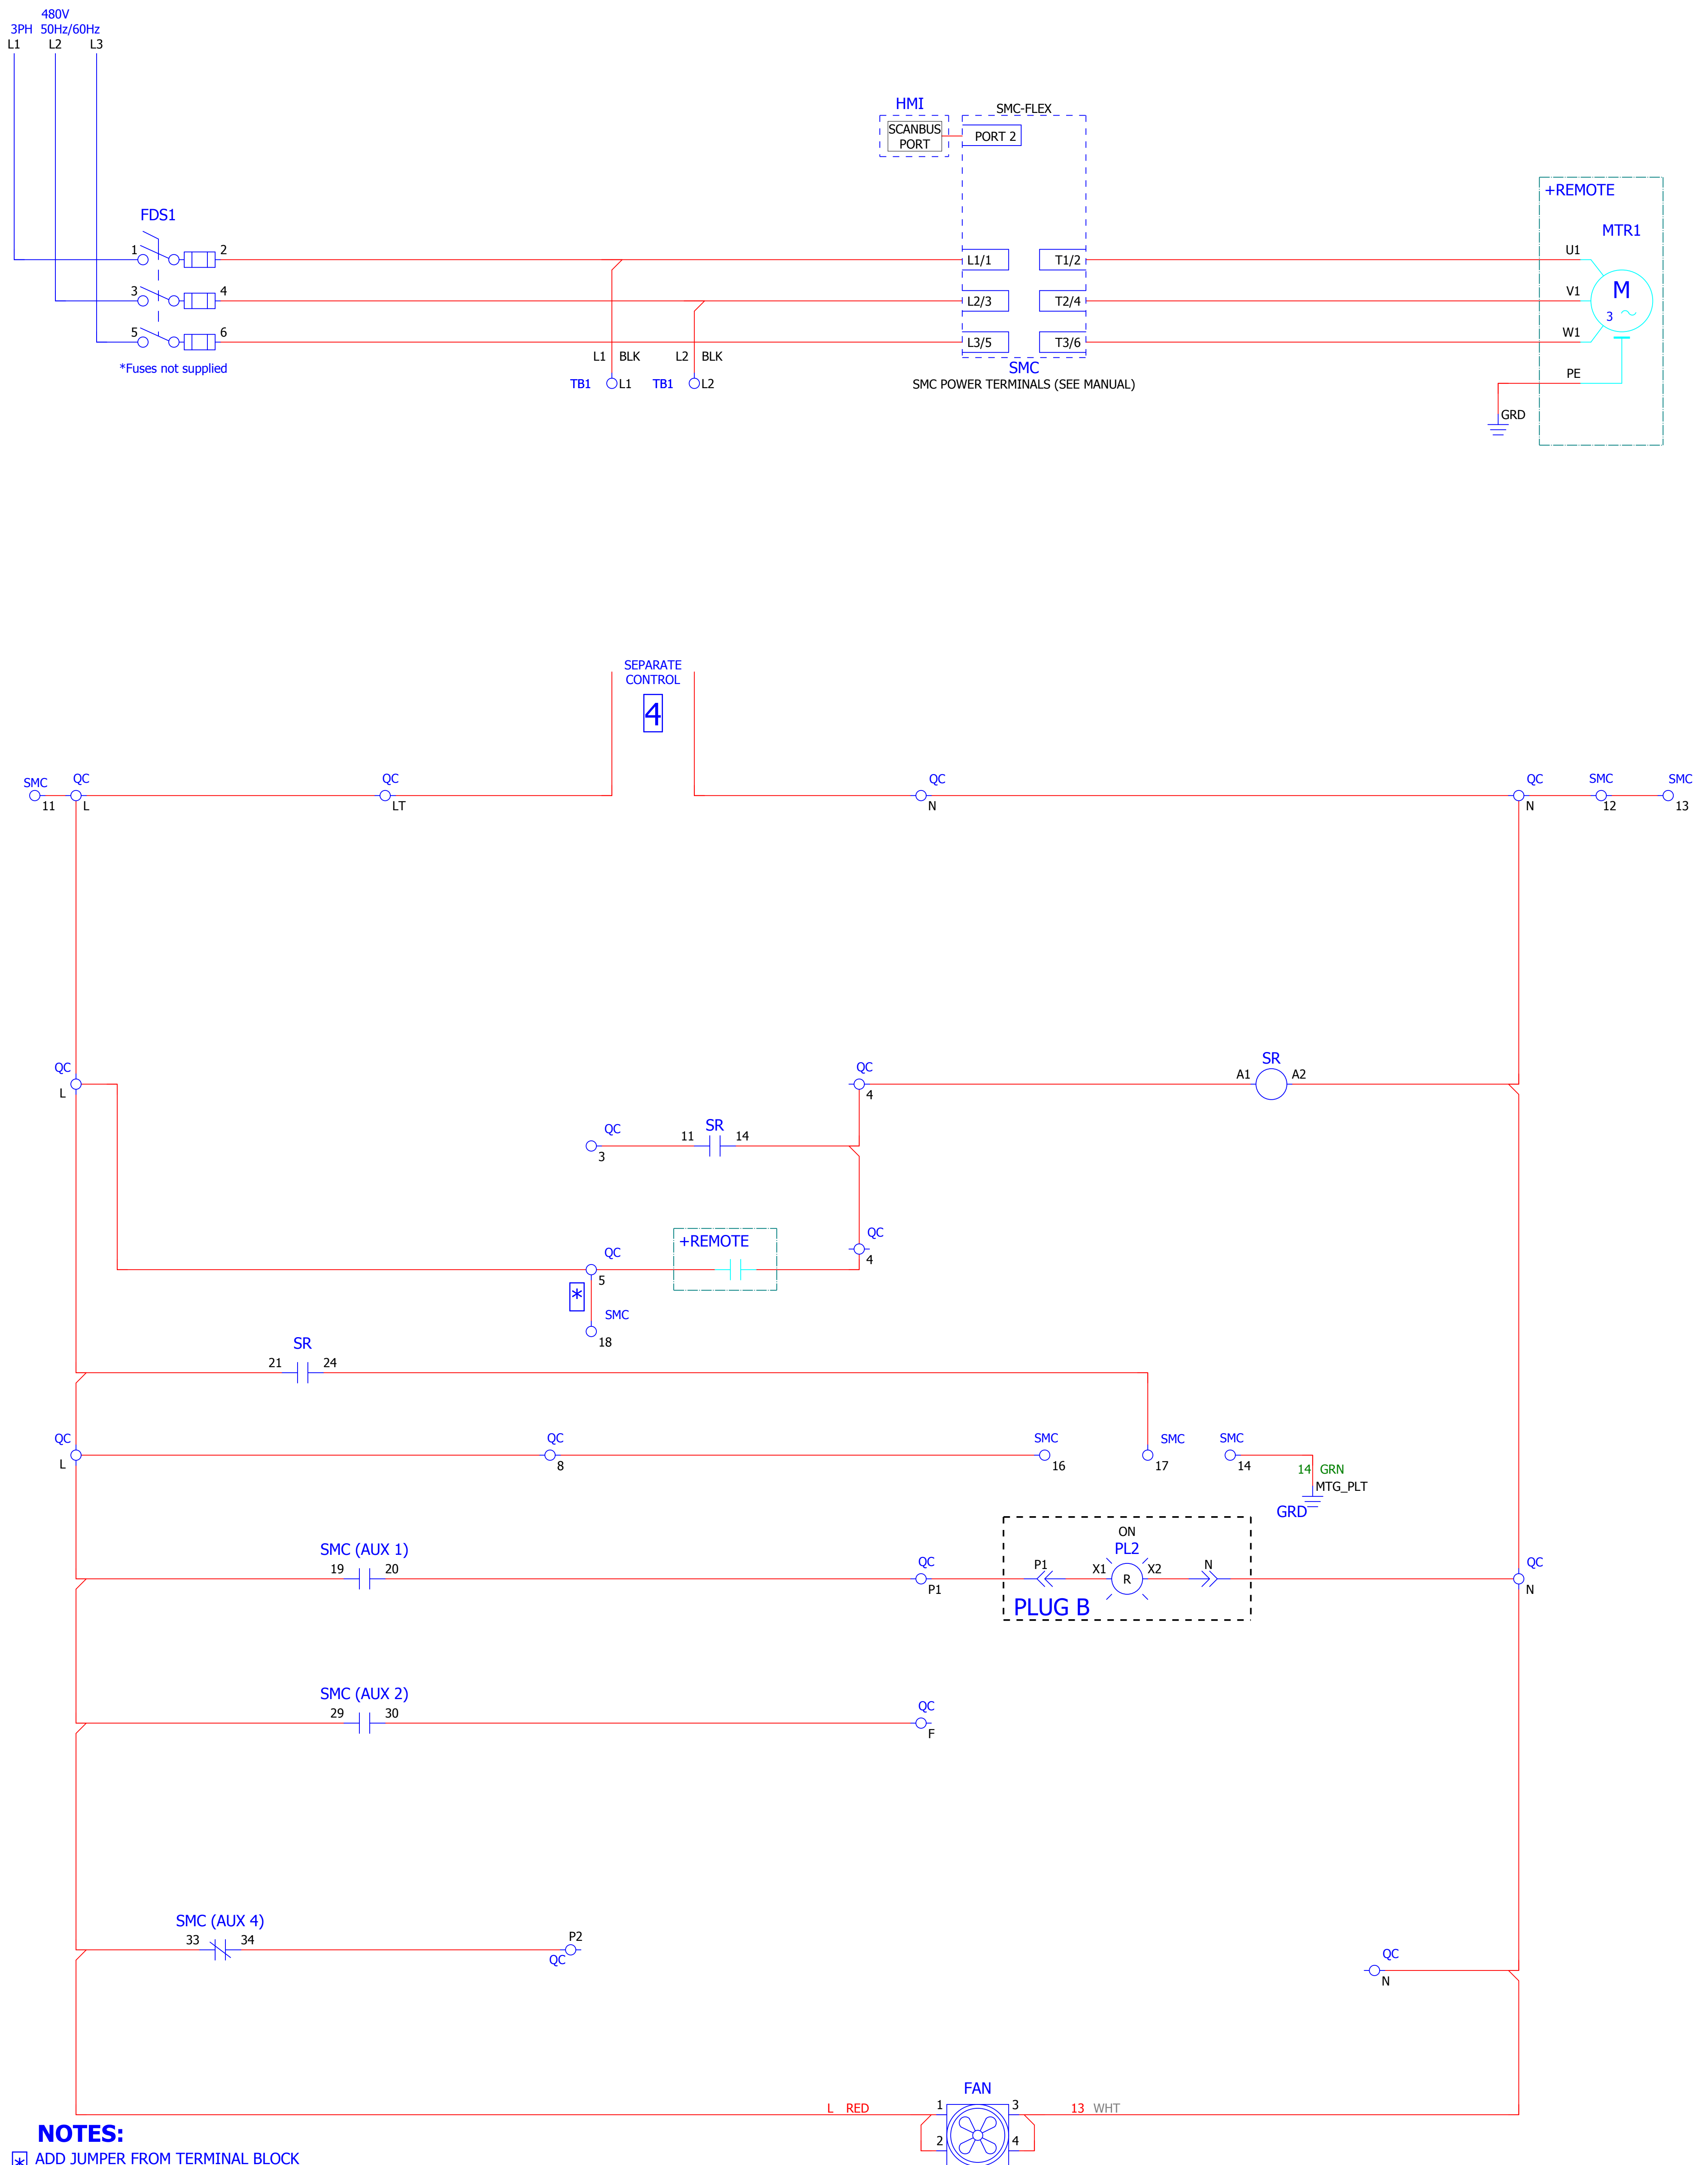 480V
3PH 50Hz/60Hz
L1 L2 L3
HMI
SMC-FLEX
SCANBUS
PORT
PORT 2
+REMOTE
MTR1
FDS1
1 2
L1/1 T1/2
U1
3 4
L2/3 T2/4
V1
M
3
5 6
L3/5 T3/6
W1
*Fuses not supplied
L1 BLK L2 BLK
SMC
TB1 L1 TB1 L2
SMC POWER TERMINALS (SEE MANUAL)
PE
GRD
SEPARATE
CONTROL
4
SMC QC QC QC QC SMC SMC
11 L LT N N 12 13
QC QC SR
L 4 A1 A2
QC SR
3 11 14
+REMOTE QC
QC 4
5
*
SMC
18
SR
21 24
QC QC SMC SMC SMC
L 8 16 17 14
14 GRN
MTG_PLT
GRD
ON
SMC (AUX 1) PL2
19 20 QC P1 X1 R X2 N QC
P1 N
PLUG B
SMC (AUX 2)
29 30 QC
F
SMC (AUX 4)
33 34 P2
QC
QC
N
FAN
L RED 1 3 13 WHT
2 4
NOTES:
* ADD JUMPER FROM TERMINAL BLOCK